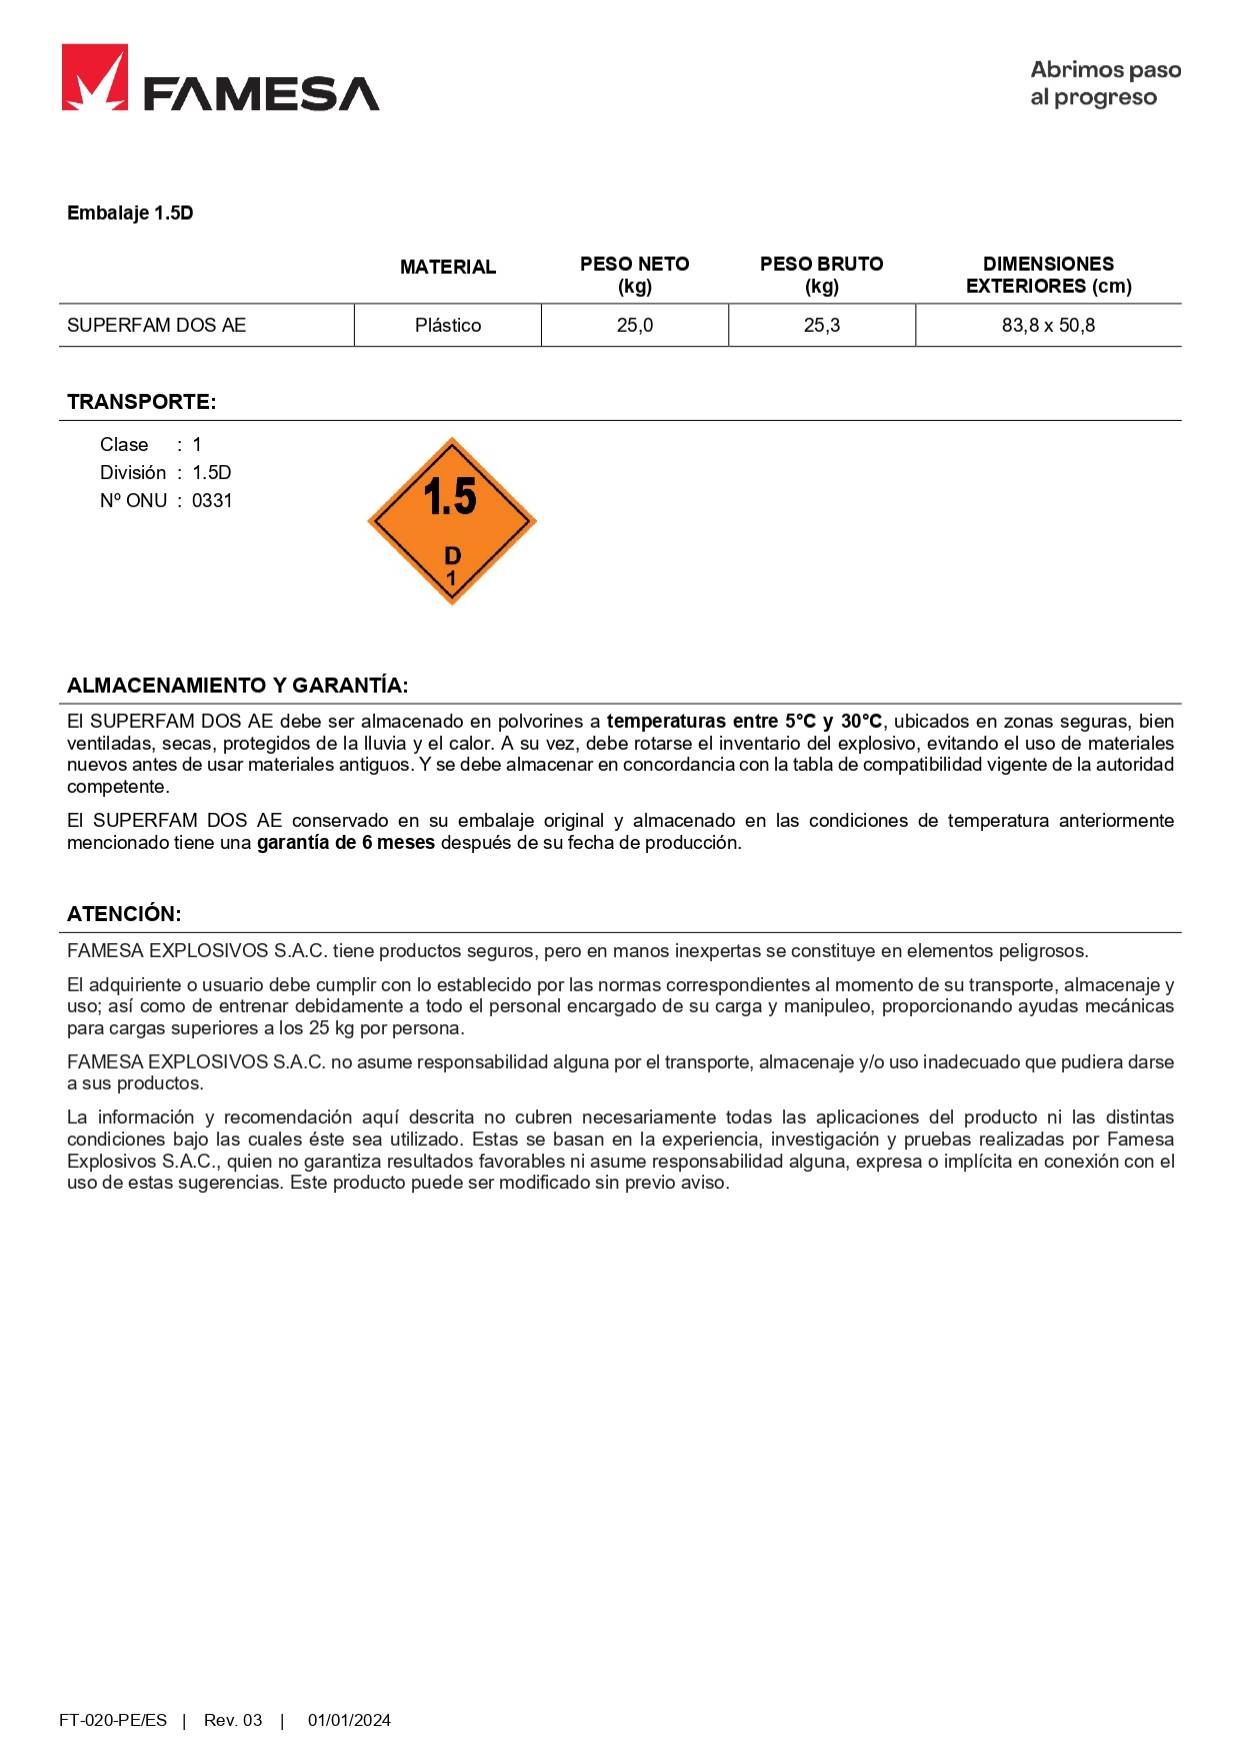 FAMESA
Abrimos paso
al progreso
Embalaje 1.5D
MATERIAL PESO NETO (kg) PESO BRUTO (kg) DIMENSIONES EXTERIORES (cm)
SUPERFAM DOS AE Plástico 25,0 25,3 83,8 x 50,8
TRANSPORTE:
Clase : 1
División : 1.5D
Nº ONU : 0331
1.5
D
1
ALMACENAMIENTO Y GARANTÍA:
El SUPERFAM DOS AE debe ser almacenado en polvorines a temperaturas entre 5°C y 30°C, ubicados en zonas seguras, bien
ventiladas, secas, protegidos de la lluvia y el calor. A su vez, debe rotarse el inventario del explosivo, evitando el uso de materiales
nuevos antes de usar materiales antiguos. Y se debe almacenar en concordancia con la tabla de compatibilidad vigente de la autoridad
competente.
El SUPERFAM DOS AE conservado en su embalaje original y almacenado en las condiciones de temperatura anteriormente
mencionado tiene una garantía de 6 meses después de su fecha de producción.
ATENCIÓN:
FAMESA EXPLOSIVOS S.A.C. tiene productos seguros, pero en manos inexpertas se constituye en elementos peligrosos.
El adquiriente o usuario debe cumplir con lo establecido por las normas correspondientes al momento de su transporte, almacenaje y
uso; así como de entrenar debidamente a todo el personal encargado de su carga y manipuleo, proporcionando ayudas mecánicas
para cargas superiores a los 25 kg por persona.
FAMESA EXPLOSIVOS S.A.C. no asume responsabilidad alguna por el transporte, almacenaje y/o uso inadecuado que pudiera darse
a sus productos.
La información y recomendación aquí descrita no cubren necesariamente todas las aplicaciones del producto ni las distintas
condiciones bajo las cuales éste sea utilizado. Estas se basan en la experiencia, investigación y pruebas realizadas por Famesa
Explosivos S.A.C., quien no garantiza resultados favorables ni asume responsabilidad alguna, expresa o implícita en conexión con el
uso de estas sugerencias. Este producto puede ser modificado sin previo aviso.
FT-020-PE/ES | Rev. 03 | 01/01/2024